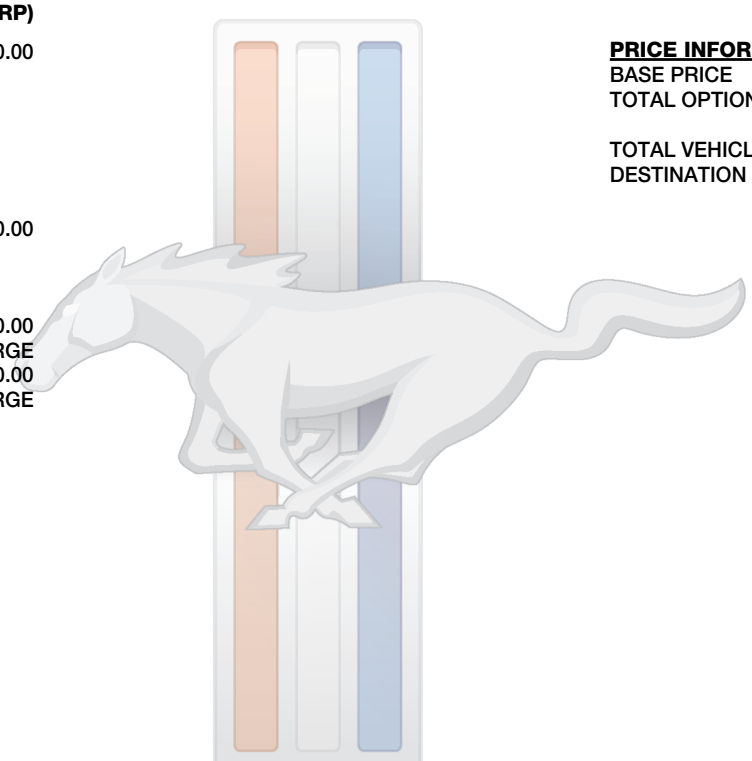 RP)
0.00
0.00
0.00
RGE
0.00
RGE
PRICE INFOR
BASE PRICE
TOTAL OPTION
TOTAL VEHICL
DESTINATION